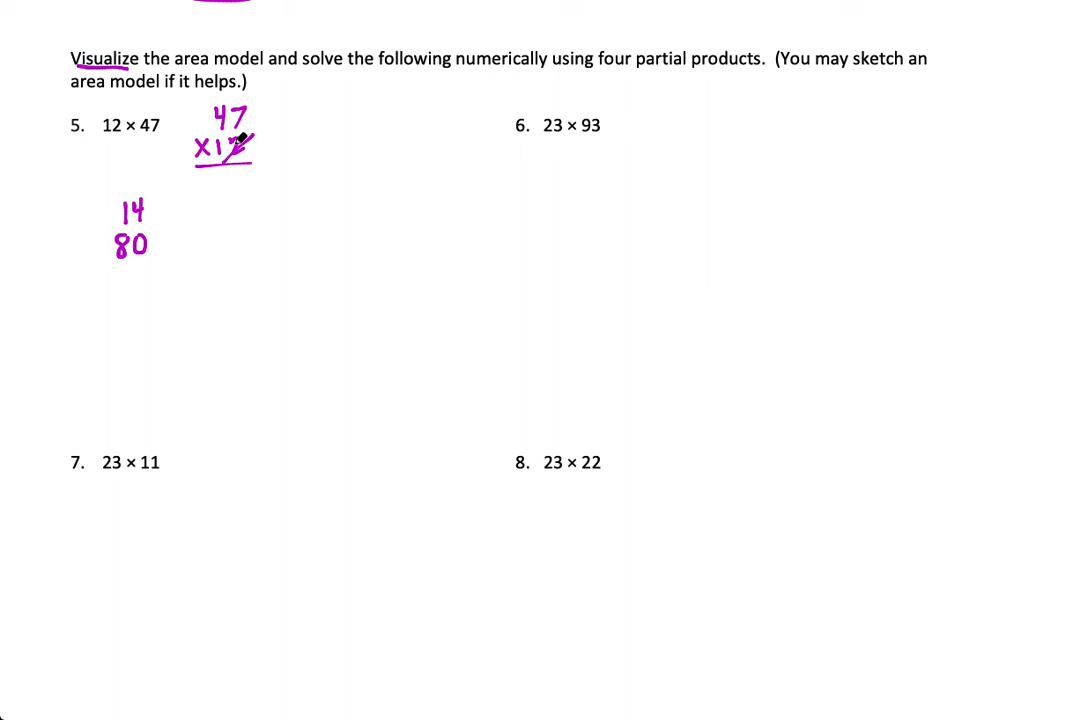 Visualize the area model and solve the following numerically using four partial products. (You may sketch an
area model if it helps.)
5. 12 × 47
47
×12
14
80
6. 23 × 93
7. 23 × 11
8. 23 × 22